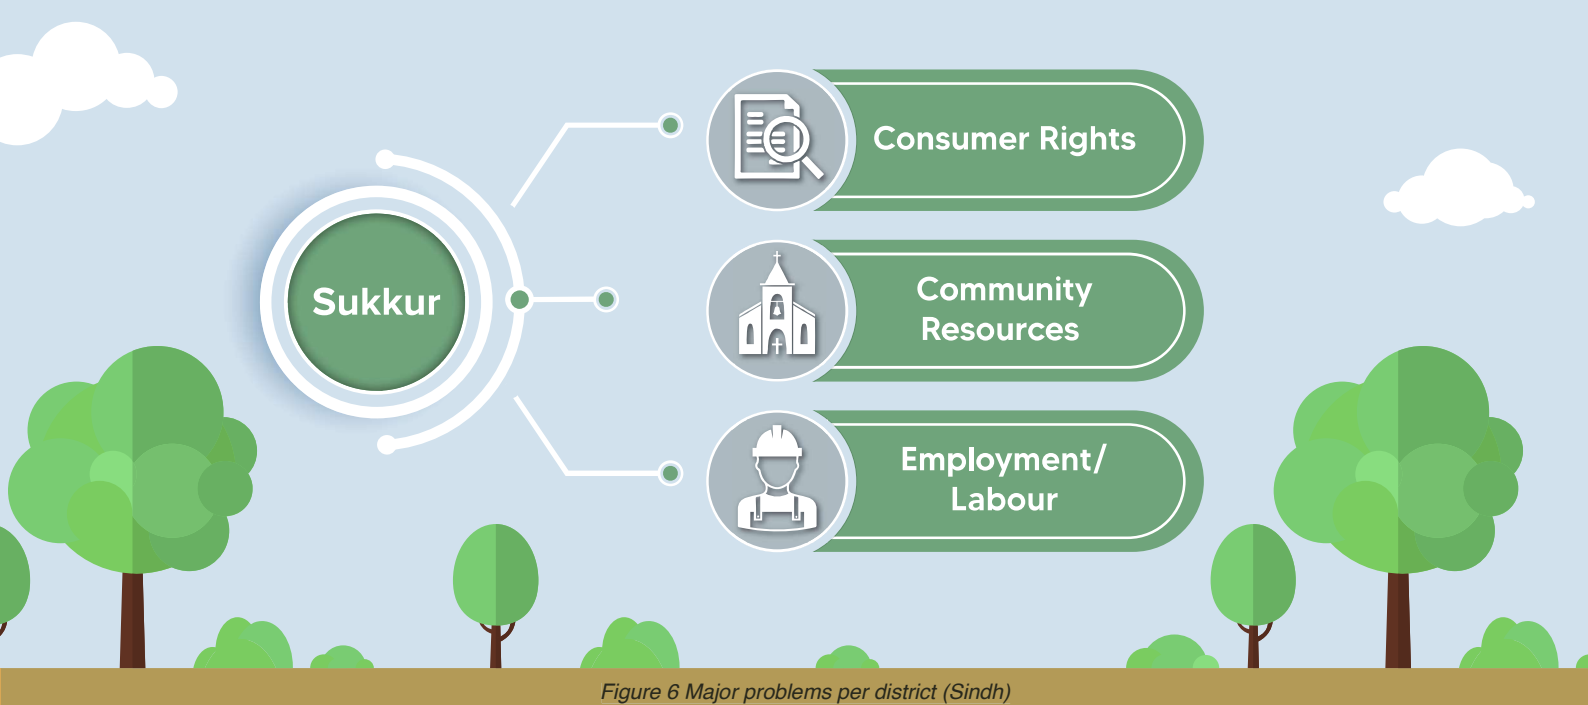 Sukkur
Consumer Rights
Community
Resources
Employment/
Labour
Figure 6 Major problems per district (Sindh)